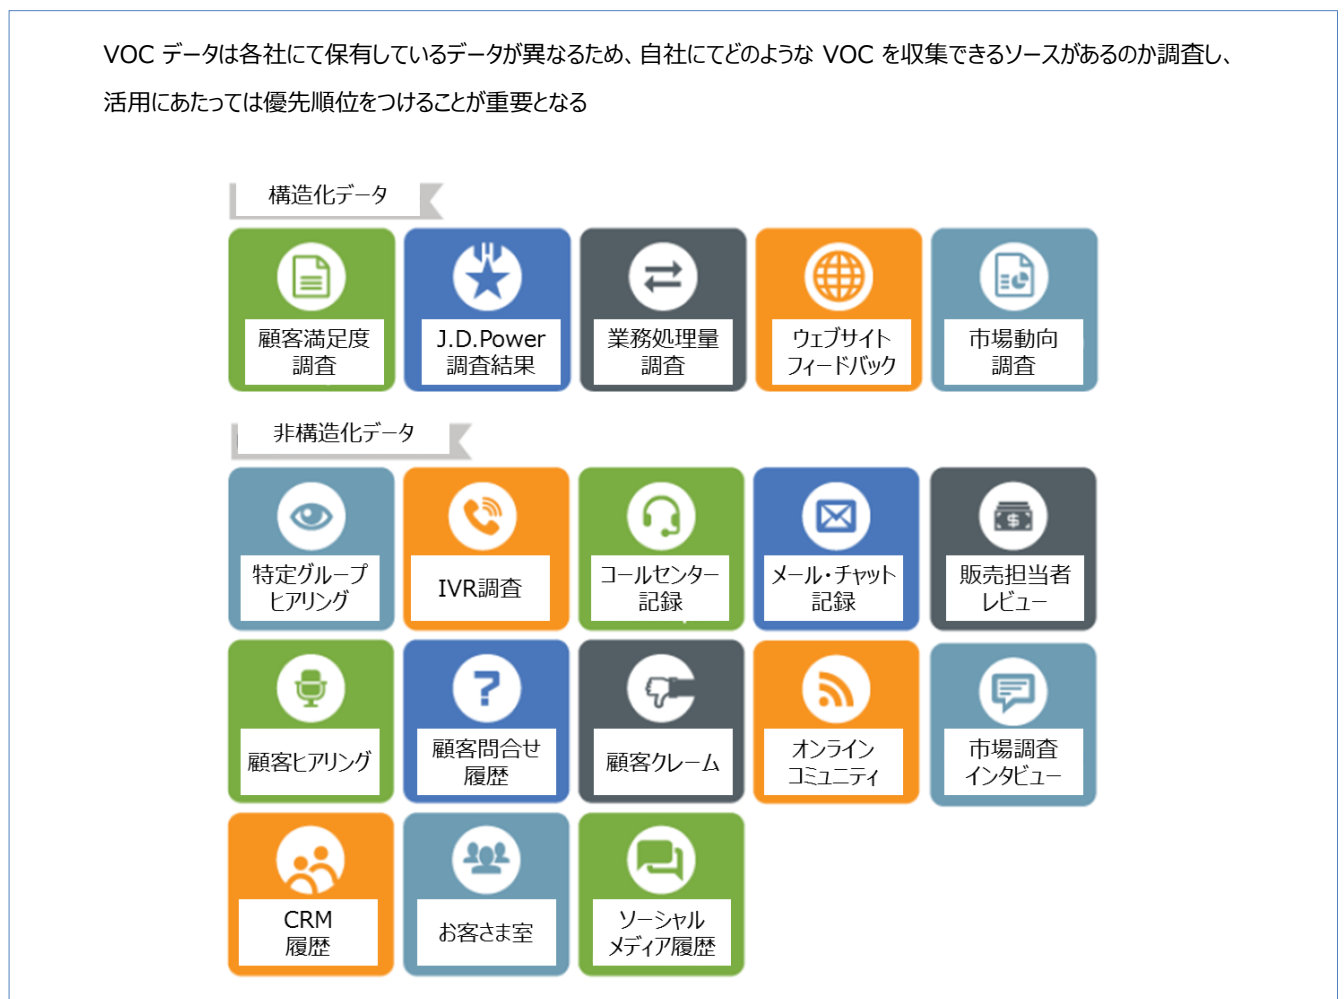 VOC データは各社にて保有しているデータが異なるため、自社にてどのような VOC を収集できるソースがあるのか調査し、
活用にあたっては優先順位をつけることが重要となる
構造化データ
顧客満足度
調査
J.D.Power
調査結果
業務処理量
調査
ウェブサイト
フィードバック
市場動向
調査
非構造化データ
特定グループ
ヒアリング
IVR調査
コールセンター
記録
メール・チャット
記録
販売担当者
レビュー
顧客ヒアリング
顧客問合せ
履歴
顧客クレーム
オンライン
コミュニティ
市場調査
インタビュー
CRM
履歴
お客さま室
ソーシャル
メディア履歴